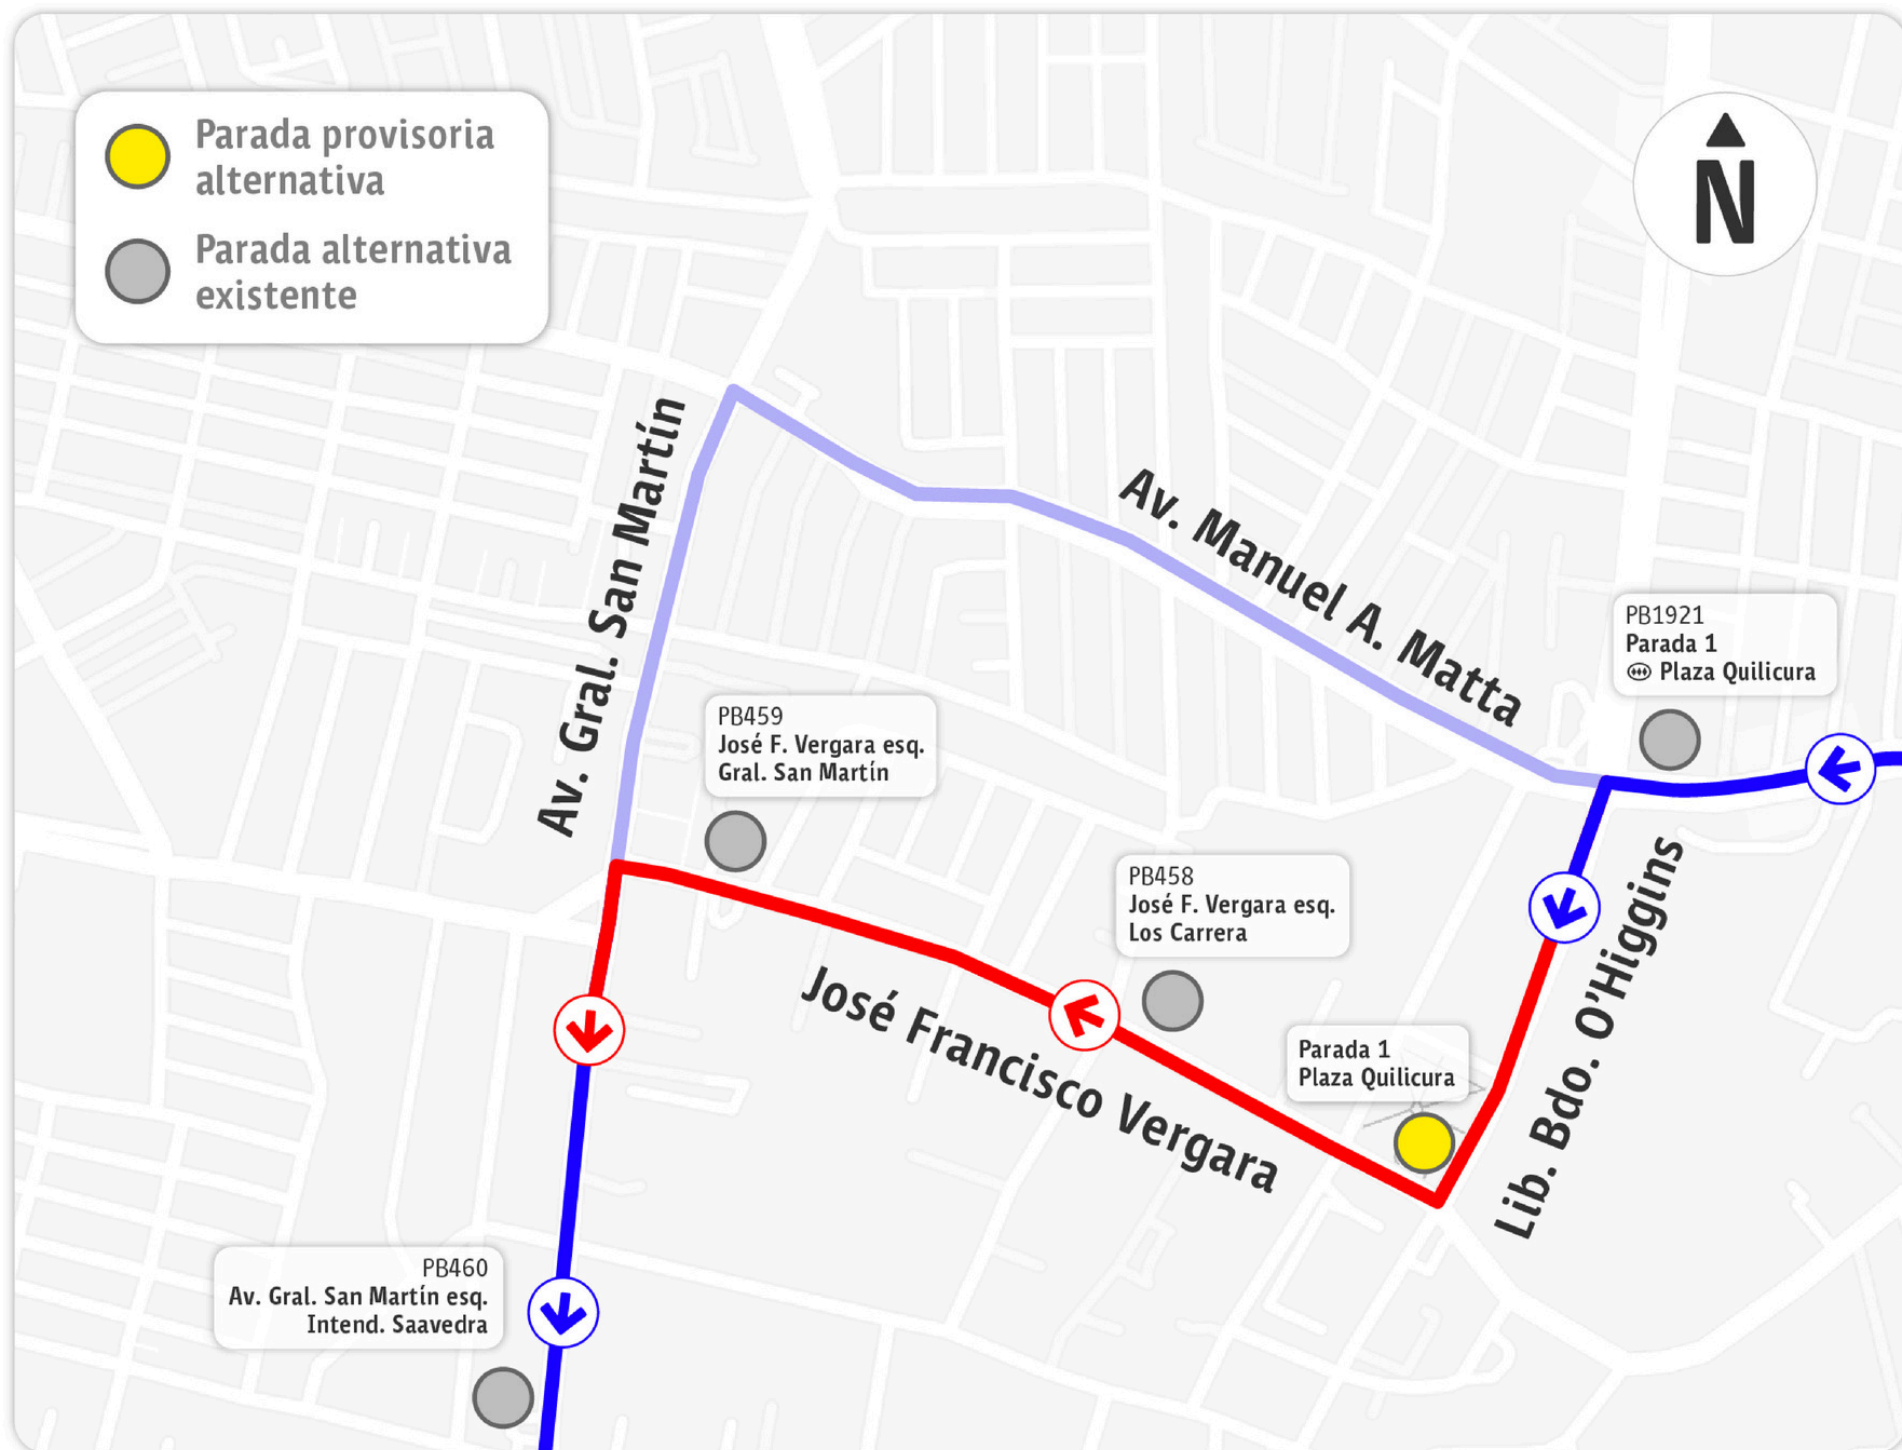 Parada provisoria
alternativa
Parada alternativa
existente
N
Av. Gral. San Martín
Av. Manuel A. Matta
PB1921
Parada 1
Plaza Quilicura
PB459
José F. Vergara esq.
Gral. San Martín
PB458
José F. Vergara esq.
Los Carrera
Lib. Bdo. O'Higgins
José Francisco Vergara
Parada 1
Plaza Quilicura
PB460
Av. Gral. San Martín esq.
Intend. Saavedra